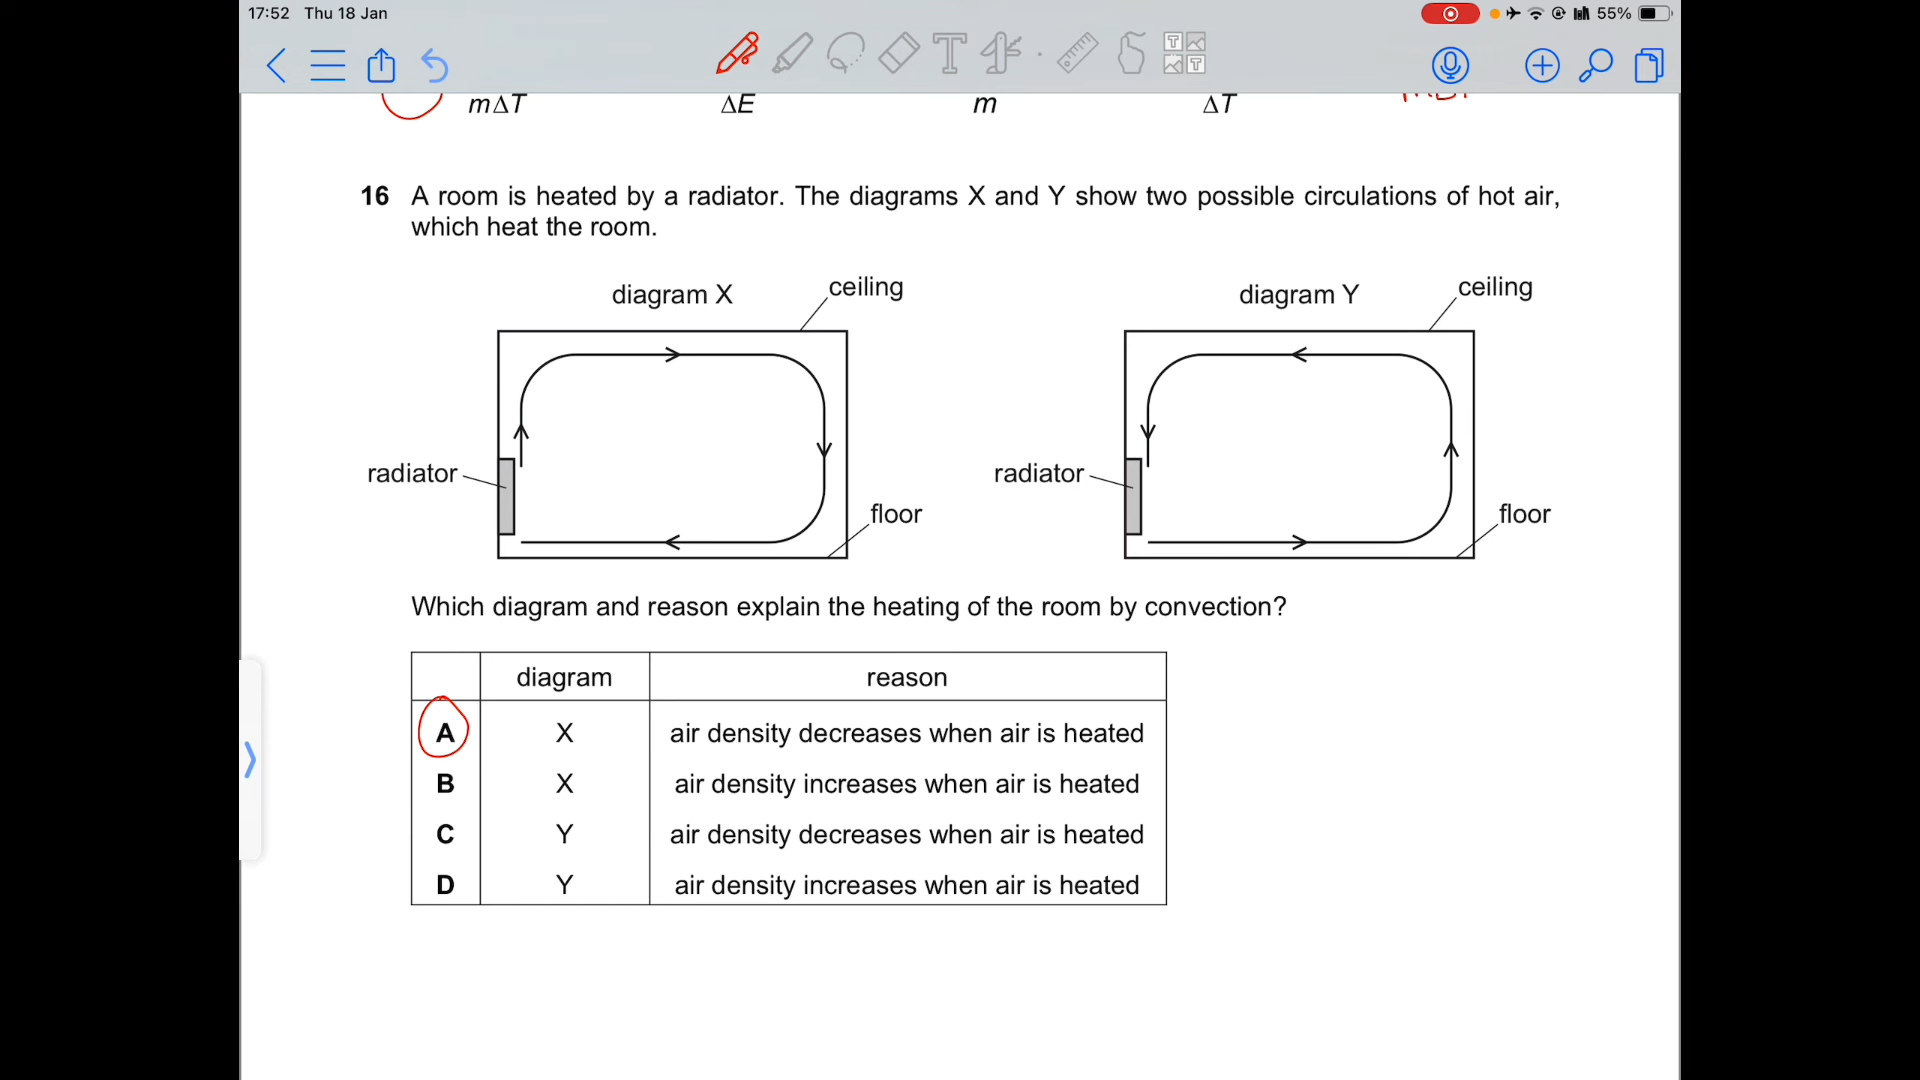 17:52 Thu 18 Jan
55%
mΔT ΔE m ΔT
16 A room is heated by a radiator. The diagrams X and Y show two possible circulations of hot air,
which heat the room.
diagram X
ceiling
radiator
floor
diagram Y
ceiling
radiator
floor
Which diagram and reason explain the heating of the room by convection?
diagram reason
A X air density decreases when air is heated
B X air density increases when air is heated
C Y air density decreases when air is heated
D Y air density increases when air is heated